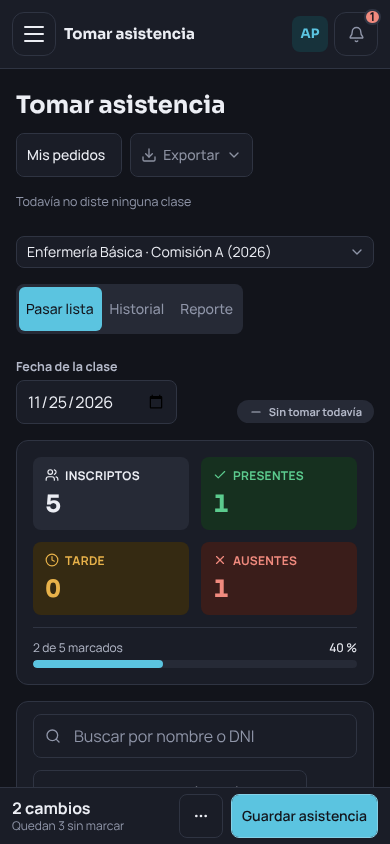 Tomar asistencia
AP
1
Tomar asistencia
Mis pedidos
Exportar
Todavía no diste ninguna clase
Enfermería Básica · Comisión A (2026)
Pasar lista
Historial
Reporte
Fecha de la clase
11/25/2026
— Sin tomar todavía
INSCRIPTOS
5
PRESENTES
1
TARDE
0
AUSENTES
1
2 de 5 marcados
40 %
Buscar por nombre o DNI
2 cambios
Quedan 3 sin marcar
...
Guardar asistencia